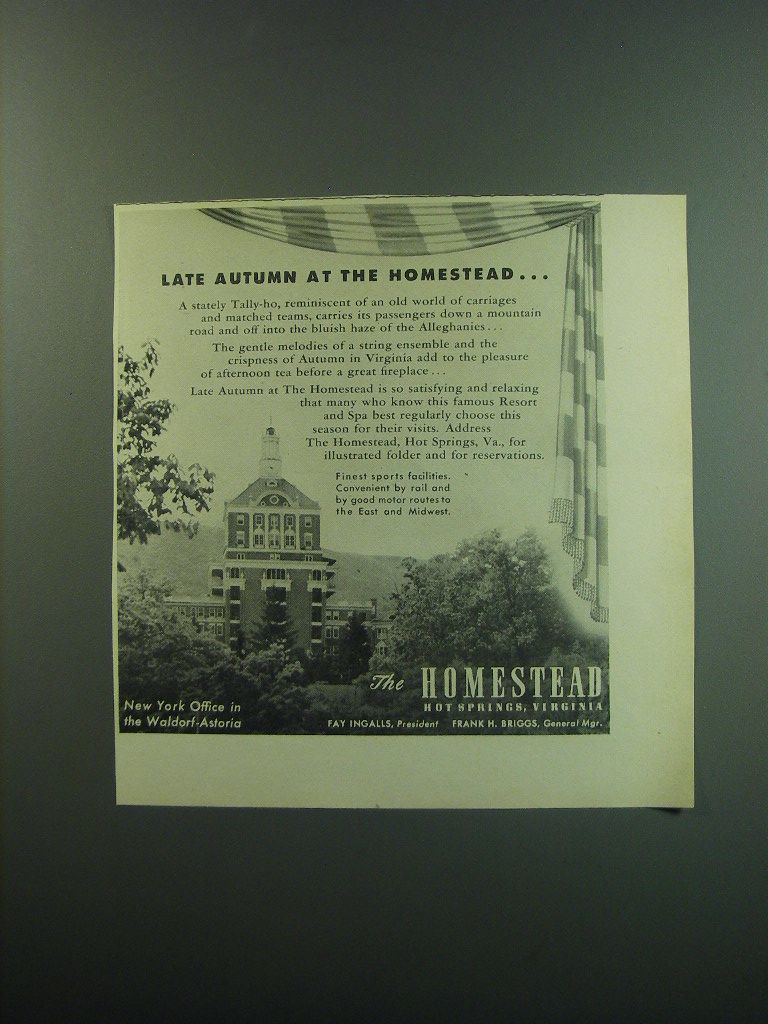 LATE AUTUMN AT THE HOMESTEAD...
A stately Tally-ho, reminiscent of an old world of carriages
and matched teams, carries its passengers down a mountain
road and off into the bluish haze of the Alleghanies...
The gentle melodies of a string ensemble and the
crispness of Autumn in Virginia add to the pleasure
of afternoon tea before a great fireplace...
Late Autumn at The Homestead is so satisfying and relaxing
that many who know this famous Resort
and Spa best regularly choose this
season for their visits. Address
The Homestead, Hot Springs, Va., for
illustrated folder and for reservations.
Finest sports facilities.
Convenient by rail and
by good motor routes to
the East and Midwest.
The HOMESTEAD
HOT SPRINGS, VIRGINIA
New York Office in
the Waldorf-Astoria
FAY INGALLS, President FRANK H. BRIGGS, General Mgr.